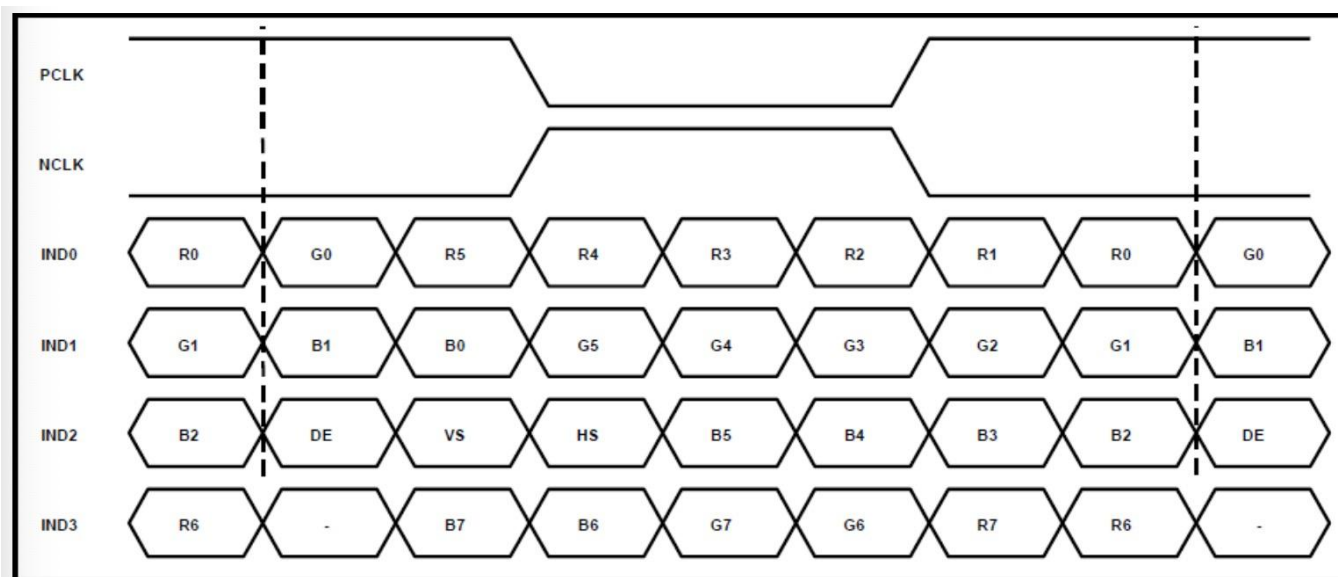 PCLK
NCLK
IND0 R0 G0 R5 R4 R3 R2 R1 R0 G0
IND1 G1 B1 B0 G5 G4 G3 G2 G1 B1
IND2 B2 DE VS HS B5 B4 B3 B2 DE
IND3 R6 - B7 B6 G7 G6 R7 R6 -